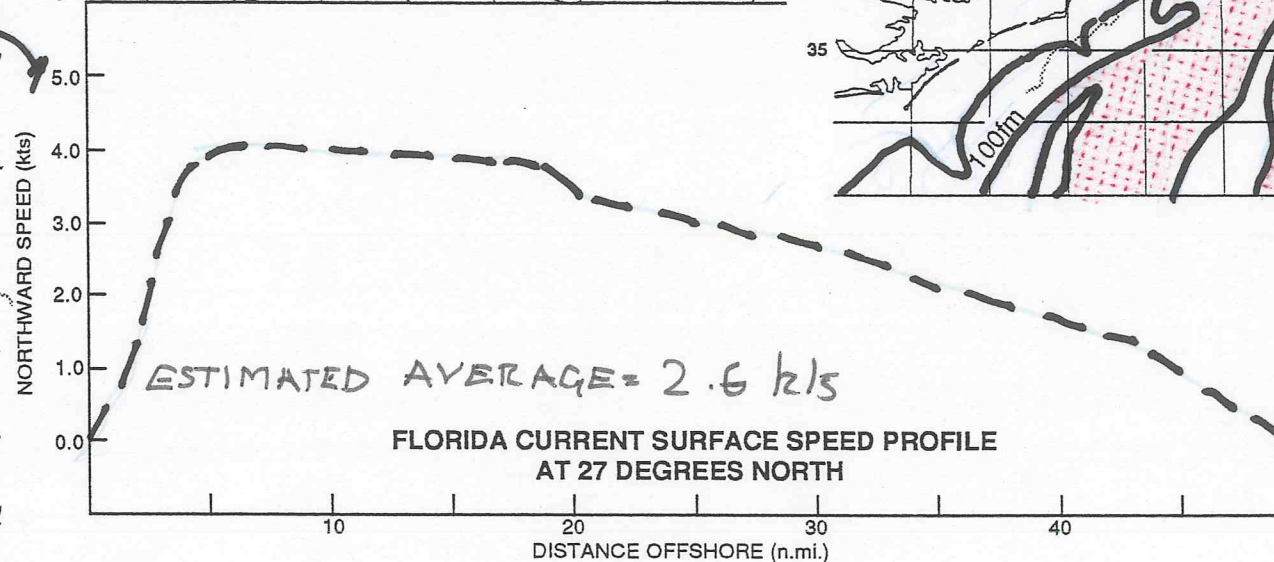 35
100fm
NORTHWARD SPEED (kts)
5.0
4.0
3.0
2.0
1.0
0.0
ESTIMATED AVERAGE= 2.6 kts
FLORIDA CURRENT SURFACE SPEED PROFILE
AT 27 DEGREES NORTH
10
20
30
40
DISTANCE OFFSHORE (n.mi.)